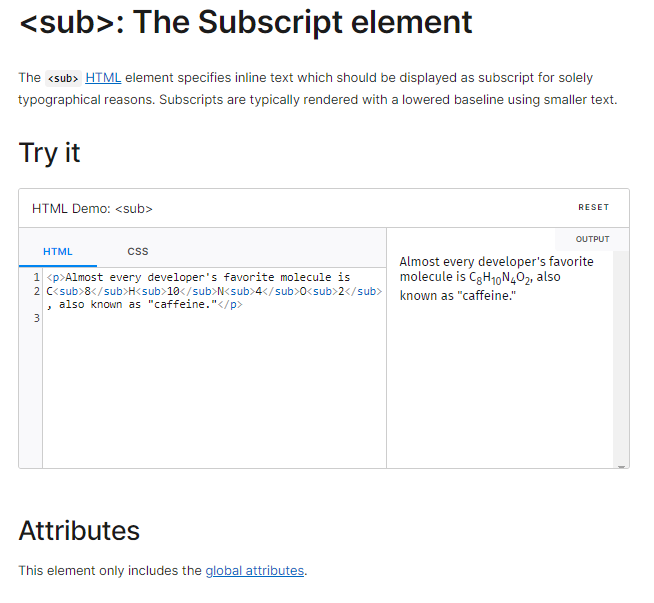 <sub>: The Subscript element
The <sub> HTML element specifies inline text which should be displayed as subscript for solely
typographical reasons. Subscripts are typically rendered with a lowered baseline using smaller text.
Try it
HTML Demo: <sub>
RESET
HTML
CSS
1 <p>Almost every developer's favorite molecule is
2 C<sub>8</sub>H<sub>10</sub>N<sub>4</sub>O<sub>2</sub>
, also known as "caffeine."</p>
3
OUTPUT
Almost every developer's favorite
molecule is C₈H₁₀N₄O₂, also
known as "caffeine."
Attributes
This element only includes the global attributes.